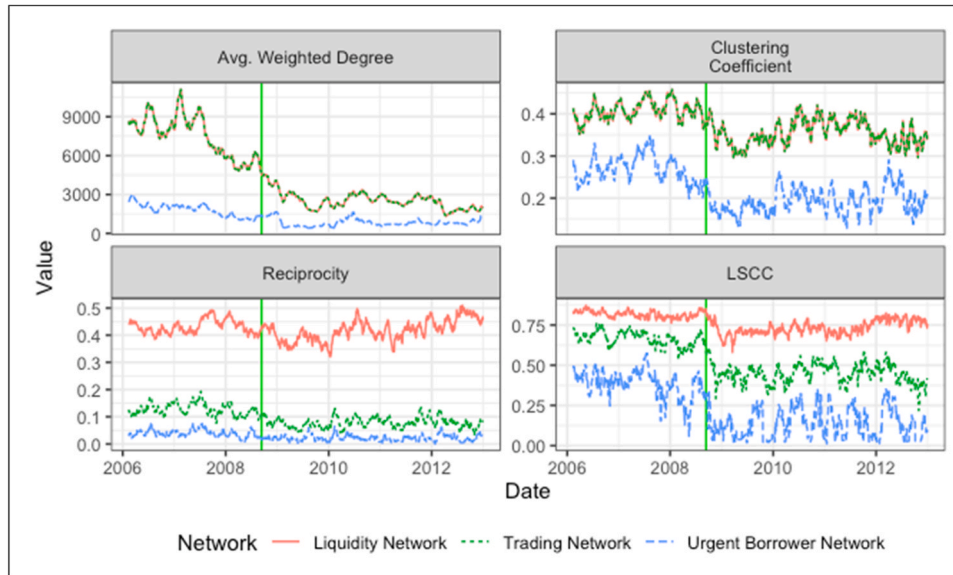 Avg. Weighted Degree
Clustering
Coefficient
9000
6000
3000
0
0.4
0.3
0.2
Value
Reciprocity
LSCC
0.5
0.4
0.3
0.2
0.1
0.0
0.75
0.50
0.25
0.00
2006 2008 2010 2012
2006 2008 2010 2012
Date
Network Liquidity Network Trading Network Urgent Borrower Network